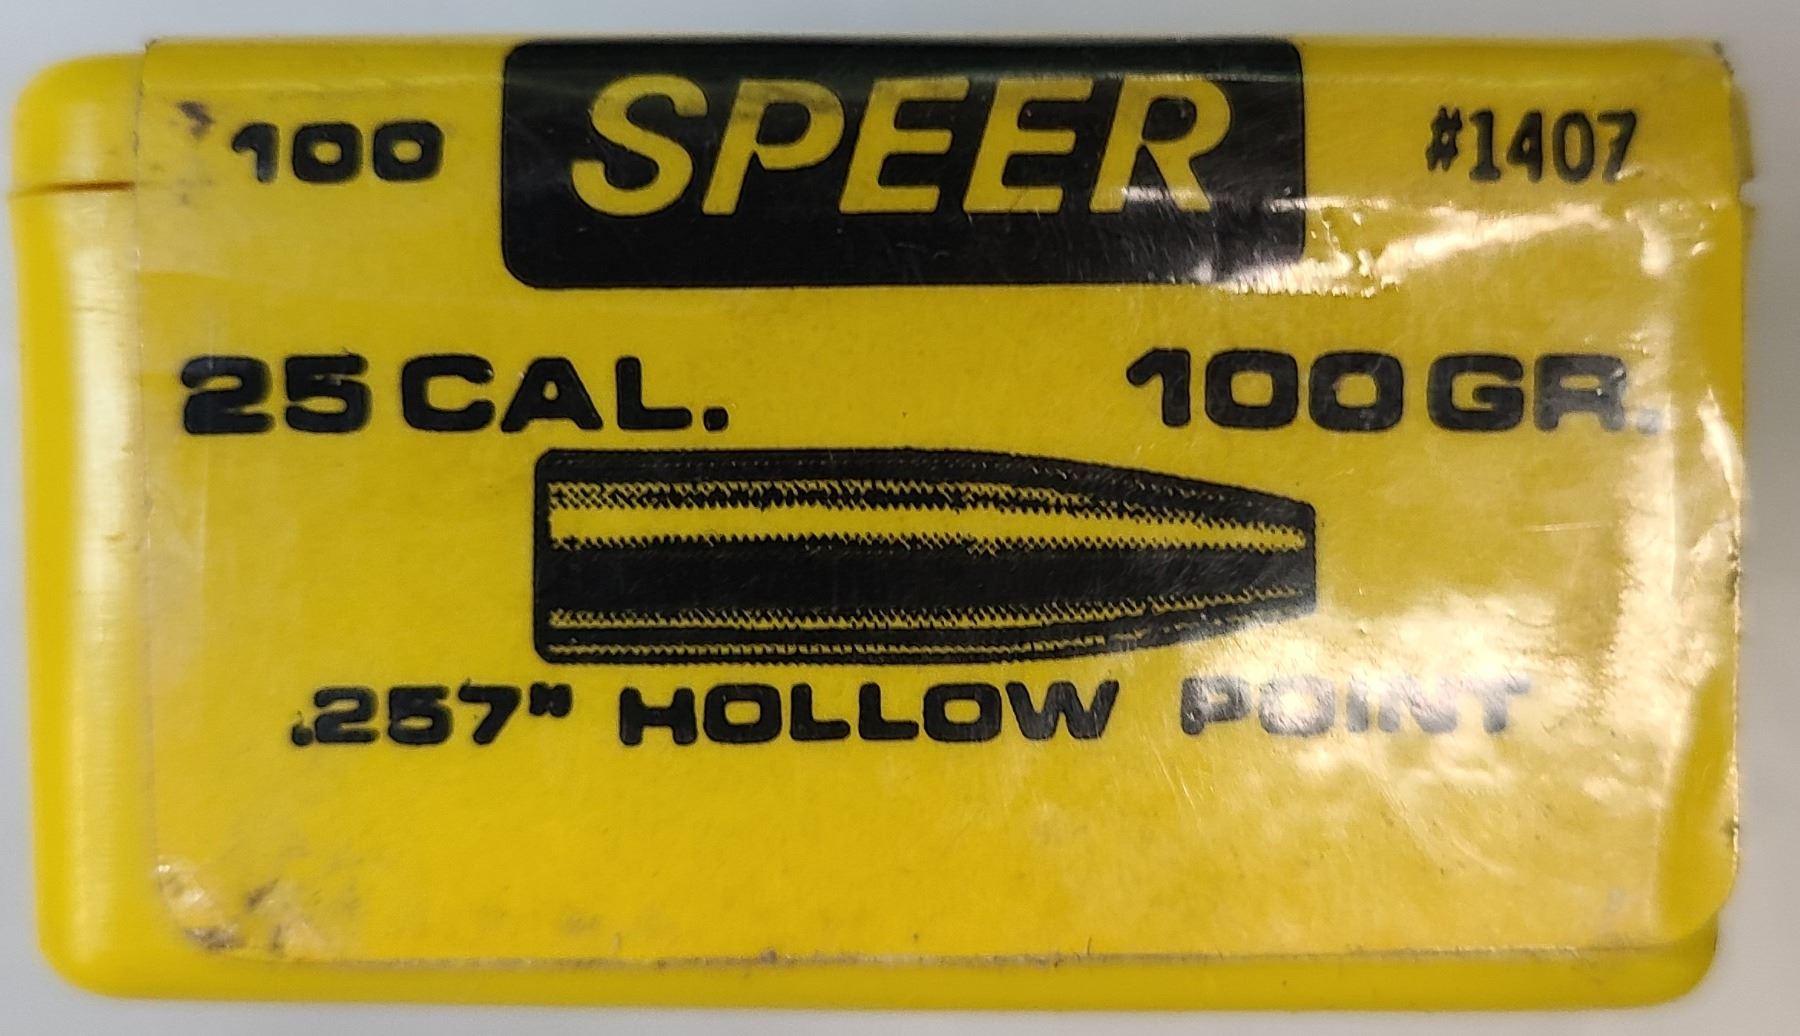 100 SPEER #1407
25 CAL. 100 GR.
.257" HOLLOW POINT